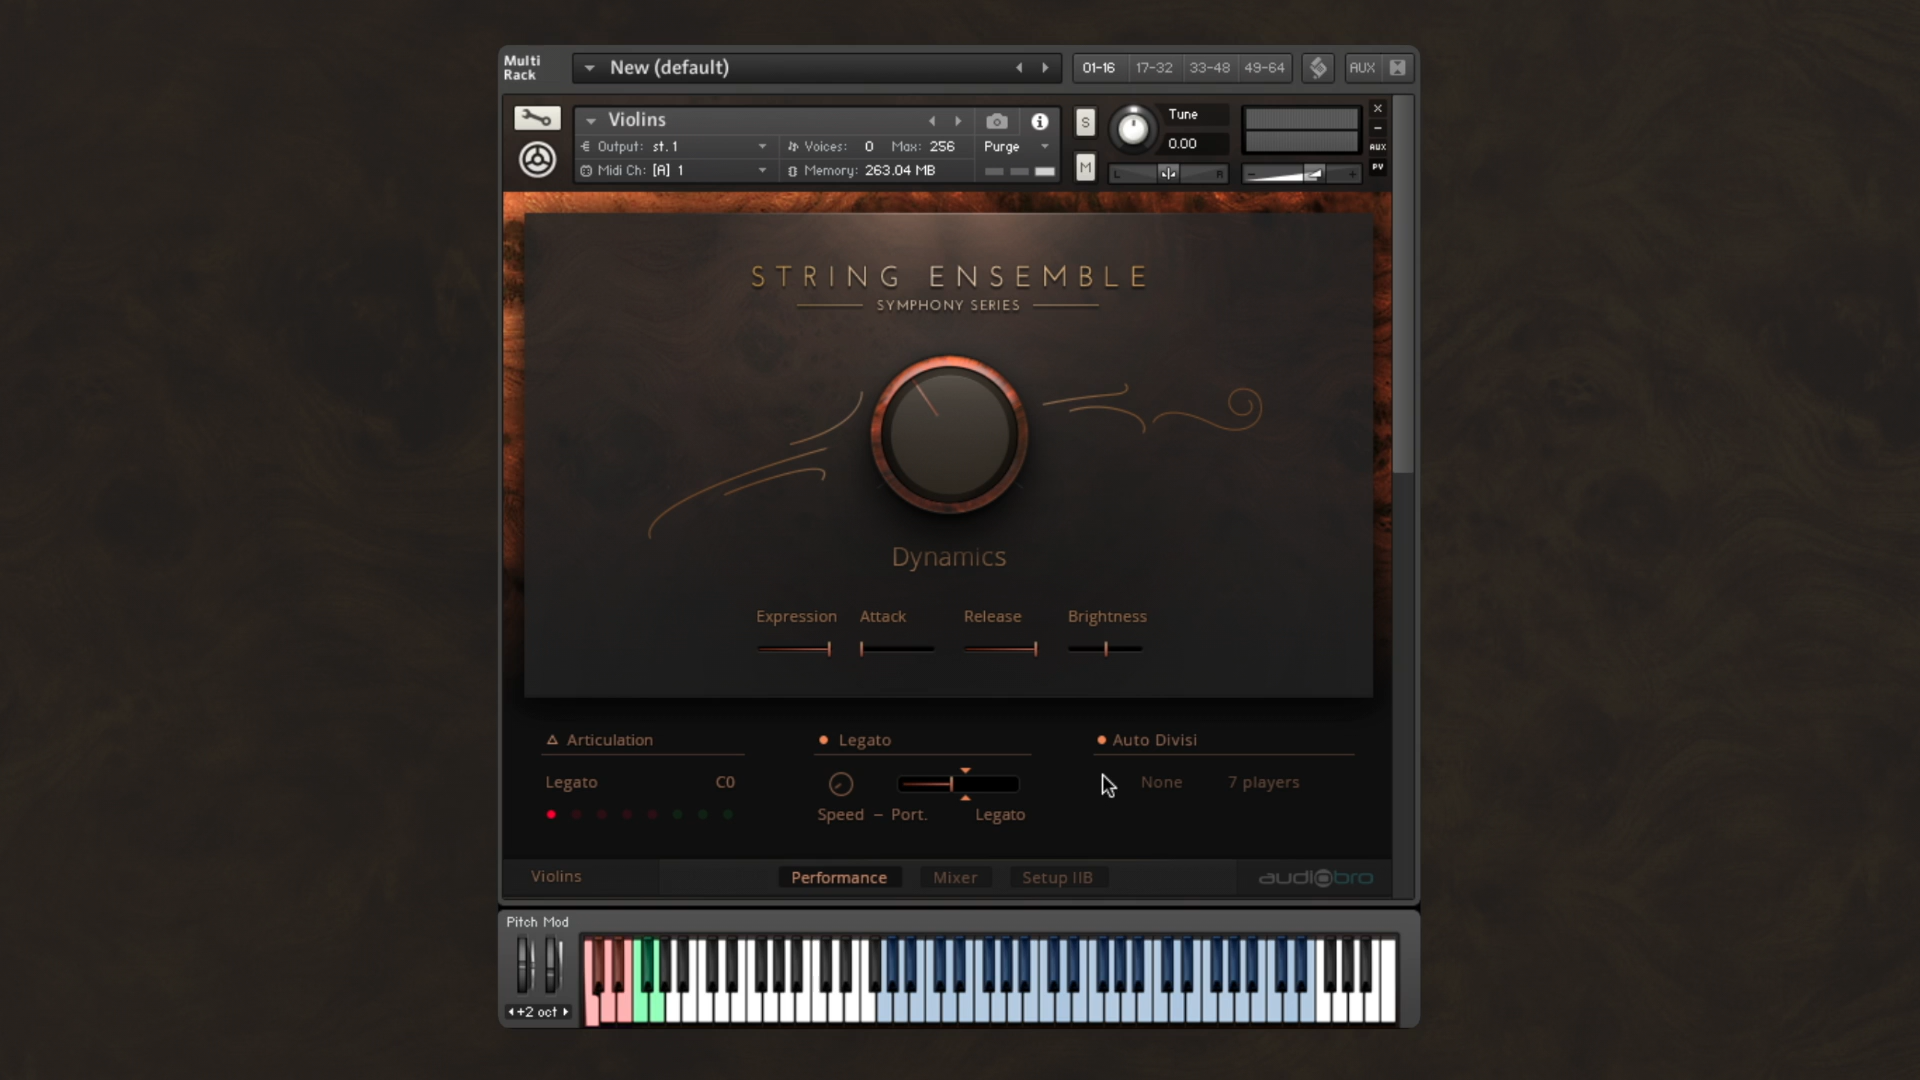 Multi Rack
New (default)
01-16 17-32 33-48 49-64
AUX
Violins
Output: st.1
Voices: 0 Max: 256
Purge
Midi Ch: [A] 1
Memory: 263.04 MB
S
M
Tune
0.00
L R
AUX
PV
STRING ENSEMBLE
SYMPHONY SERIES
Dynamics
Expression Attack Release Brightness
Articulation
Legato C0
Legato
Speed – Port. Legato
Auto Divisi
None 7 players
Violins
Performance Mixer Setup IIB
audiobro
Pitch Mod
+2 oct